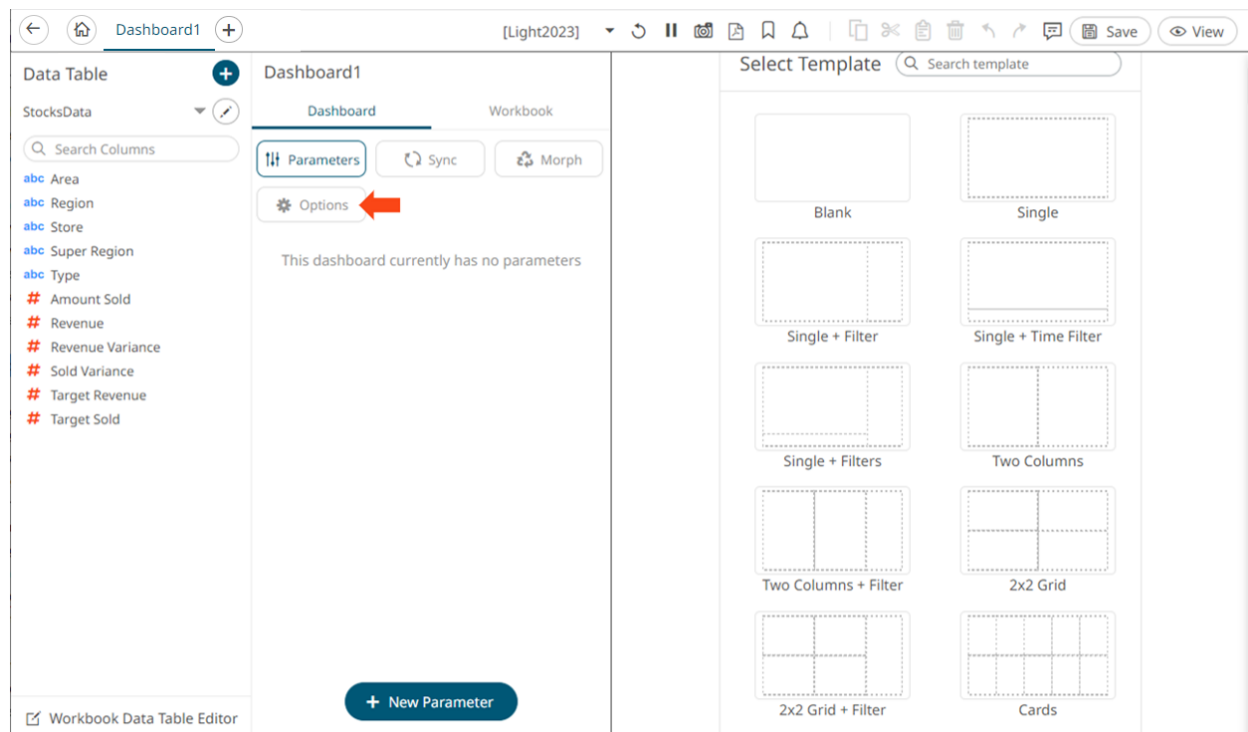 Dashboard1
[Light2023]
Save
View
Data Table
StocksData
Search Columns
abc Area
abc Region
abc Store
abc Super Region
abc Type
# Amount Sold
# Revenue
# Revenue Variance
# Sold Variance
# Target Revenue
# Target Sold
Workbook Data Table Editor
Dashboard1
Dashboard
Workbook
Parameters
Sync
Morph
Options
This dashboard currently has no parameters
+ New Parameter
Select Template
Search template
Blank
Single
Single + Filter
Single + Time Filter
Single + Filters
Two Columns
Two Columns + Filter
2x2 Grid
2x2 Grid + Filter
Cards